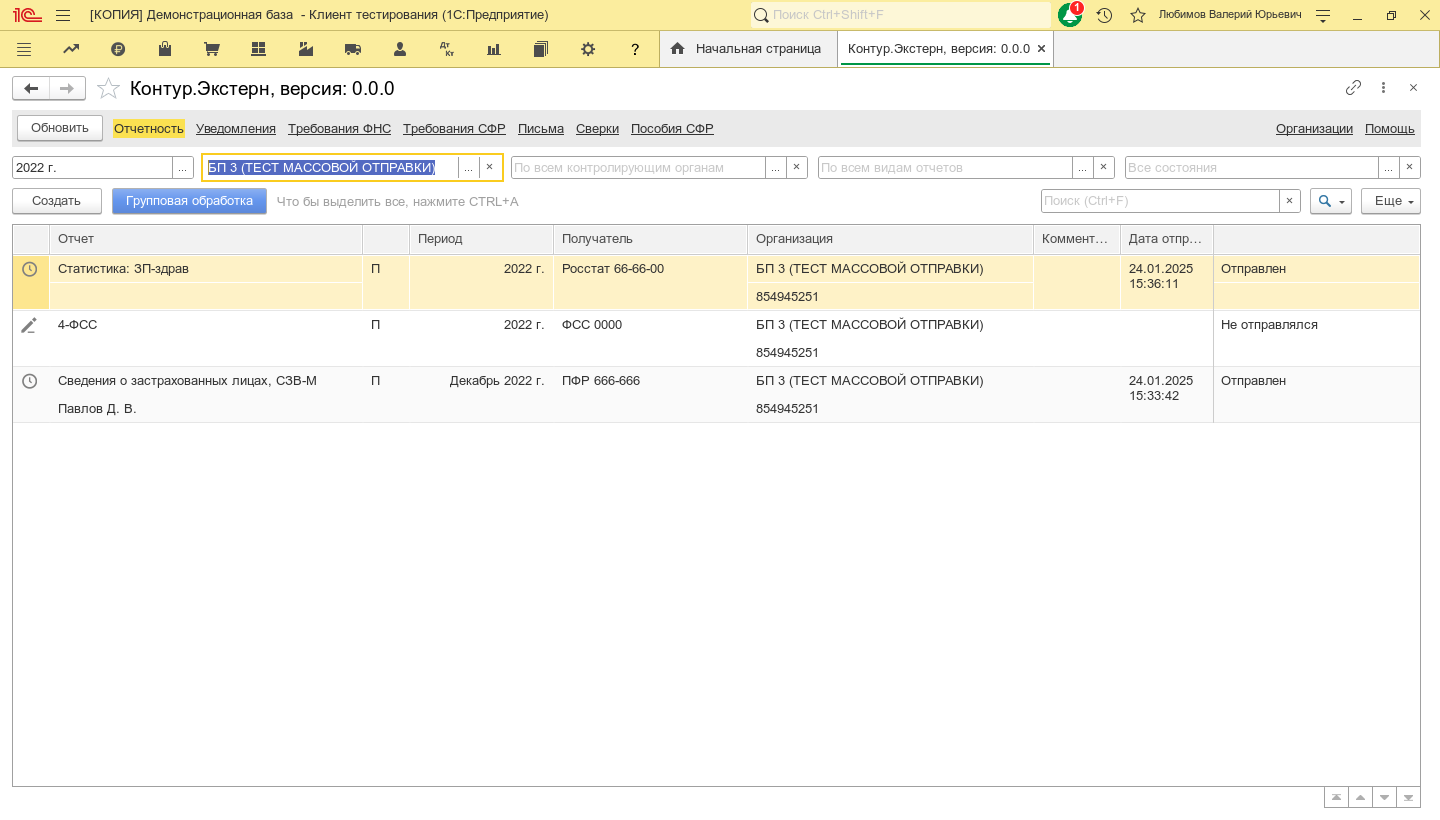 [КОПИЯ] Демонстрационная база - Клиент тестирования (1С:Предприятие)
Поиск Ctrl+Shift+F
1
Любимов Валерий Юрьевич
Дт Кт
?
Начальная страница
Контур.Экстерн, версия: 0.0.0
Контур.Экстерн, версия: 0.0.0
Обновить Отчетность Уведомления Требования ФНС Требования СФР Письма Сверки Пособия СФР Организации Помощь
2022 г. ... БП 3 (ТЕСТ МАССОВОЙ ОТПРАВКИ) ... По всем контролирующим органам ... По всем видам отчетов ... Все состояния ...
Создать Групповая обработка Что бы выделить все, нажмите CTRL+A Поиск (Ctrl+F) Еще
Отчет Период Получатель Организация Коммент... Дата отпр...
Статистика: ЗП-здрав П 2022 г. Росстат 66-66-00 БП 3 (ТЕСТ МАССОВОЙ ОТПРАВКИ) 24.01.2025 Отправлен
15:36:11
854945251
4-ФСС П 2022 г. ФСС 0000 БП 3 (ТЕСТ МАССОВОЙ ОТПРАВКИ) Не отправлялся
854945251
Сведения о застрахованных лицах, СЗВ-М П Декабрь 2022 г. ПФР 666-666 БП 3 (ТЕСТ МАССОВОЙ ОТПРАВКИ) 24.01.2025 Отправлен
15:33:42
Павлов Д. В. 854945251